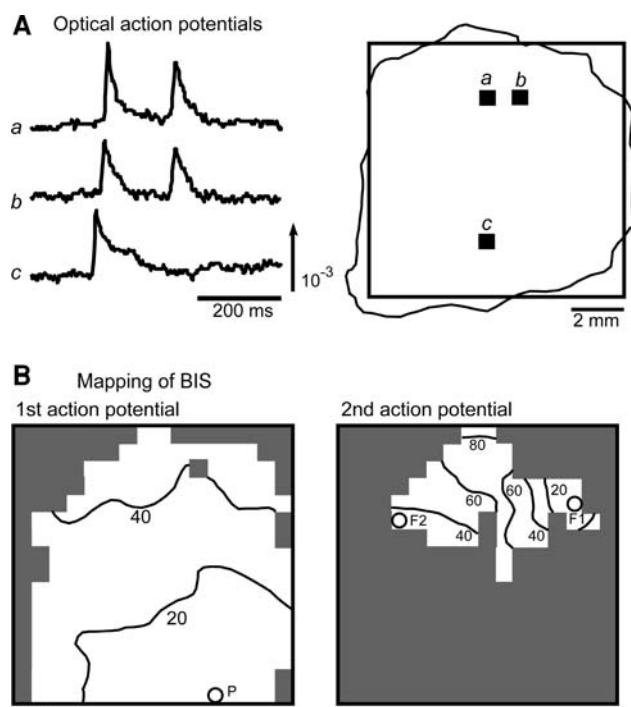 A Optical action potentials
a
b
c
10-3
200 ms
a b
c
2 mm
B Mapping of BIS
1st action potential
40
20
P
2nd action potential
80
60
60
20
F2
F1
40
40